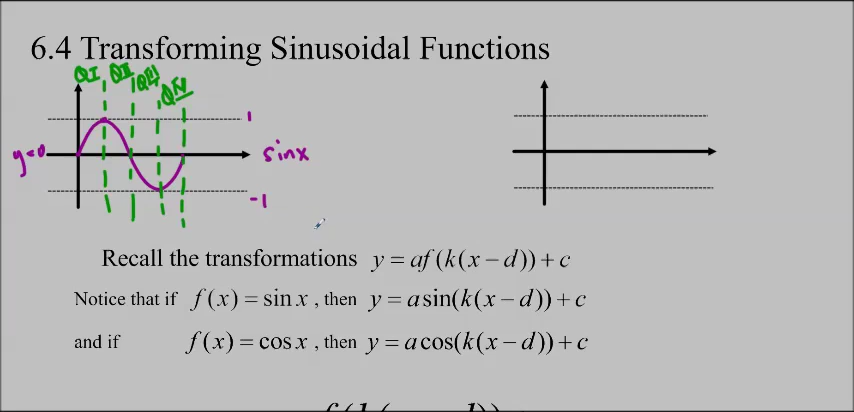 6.4 Transforming Sinusoidal Functions
QI QII QIII QIV
1
y=0
sinx
-1
Recall the transformations y = af(k(x − d)) + c
Notice that if f(x) = sin x , then y = a sin(k(x − d)) + c
and if f(x) = cos x , then y = a cos(k(x − d)) + c